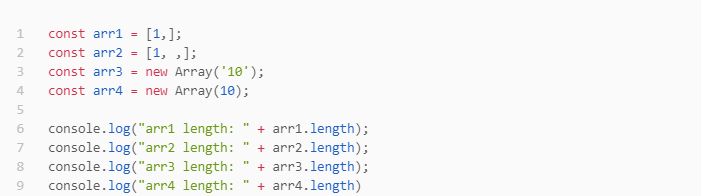 1 const arr1 = [1,];
2 const arr2 = [1, ,];
3 const arr3 = new Array('10');
4 const arr4 = new Array(10);
5
6 console.log("arr1 length: " + arr1.length);
7 console.log("arr2 length: " + arr2.length);
8 console.log("arr3 length: " + arr3.length);
9 console.log("arr4 length: " + arr4.length)